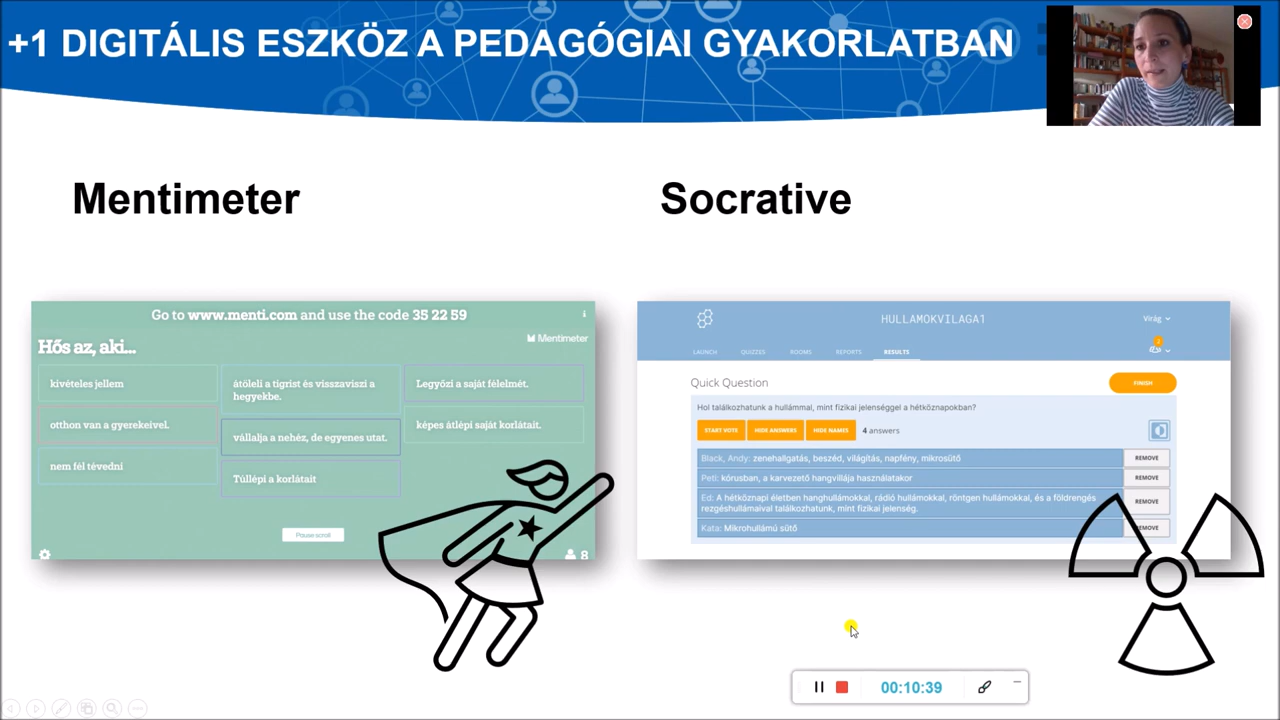 +1 DIGITÁLIS ESZKÖZ A PEDAGÓGIAI GYAKORLATBAN
Mentimeter
Go to www.menti.com and use the code 35 22 59
Mentimeter
Hős az, aki...
kivételes jellem
otthon van a gyerekeivel.
nem fél tévedni
átöleli a tigrist és visszaviszi a
hegyekbe.
vállalja a nehéz, de egyenes utat.
Túllépi a korlátait
Legyőzi a saját félelmét.
képes átlépi saját korlátait.
Pause scroll
8
Socrative
HULLAMOKVILAGA1
Virág
LAUNCH QUIZZES ROOMS REPORTS RESULTS
2
Quick Question
FINISH
Hol találkozhatunk a hullámmal, mint fizikai jelenséggel a hétköznapokban?
START VOTE HIDE ANSWERS HIDE NAMES 4 answers
Black, Andy: zenehallgatás, beszéd, világítás, napfény, mikrosütő REMOVE
Peti: kórusban, a karvezető hangvillája használatakor REMOVE
Ed: A hétköznapi életben hanghullámokkal, rádió hullámokkal, röntgen hullámokkal, és a földrengés
rezgéshullámaival találkozhatunk, mint fizikai jelenség. REMOVE
Kata: Mikrohullámú sütő REMOVE
00:10:39